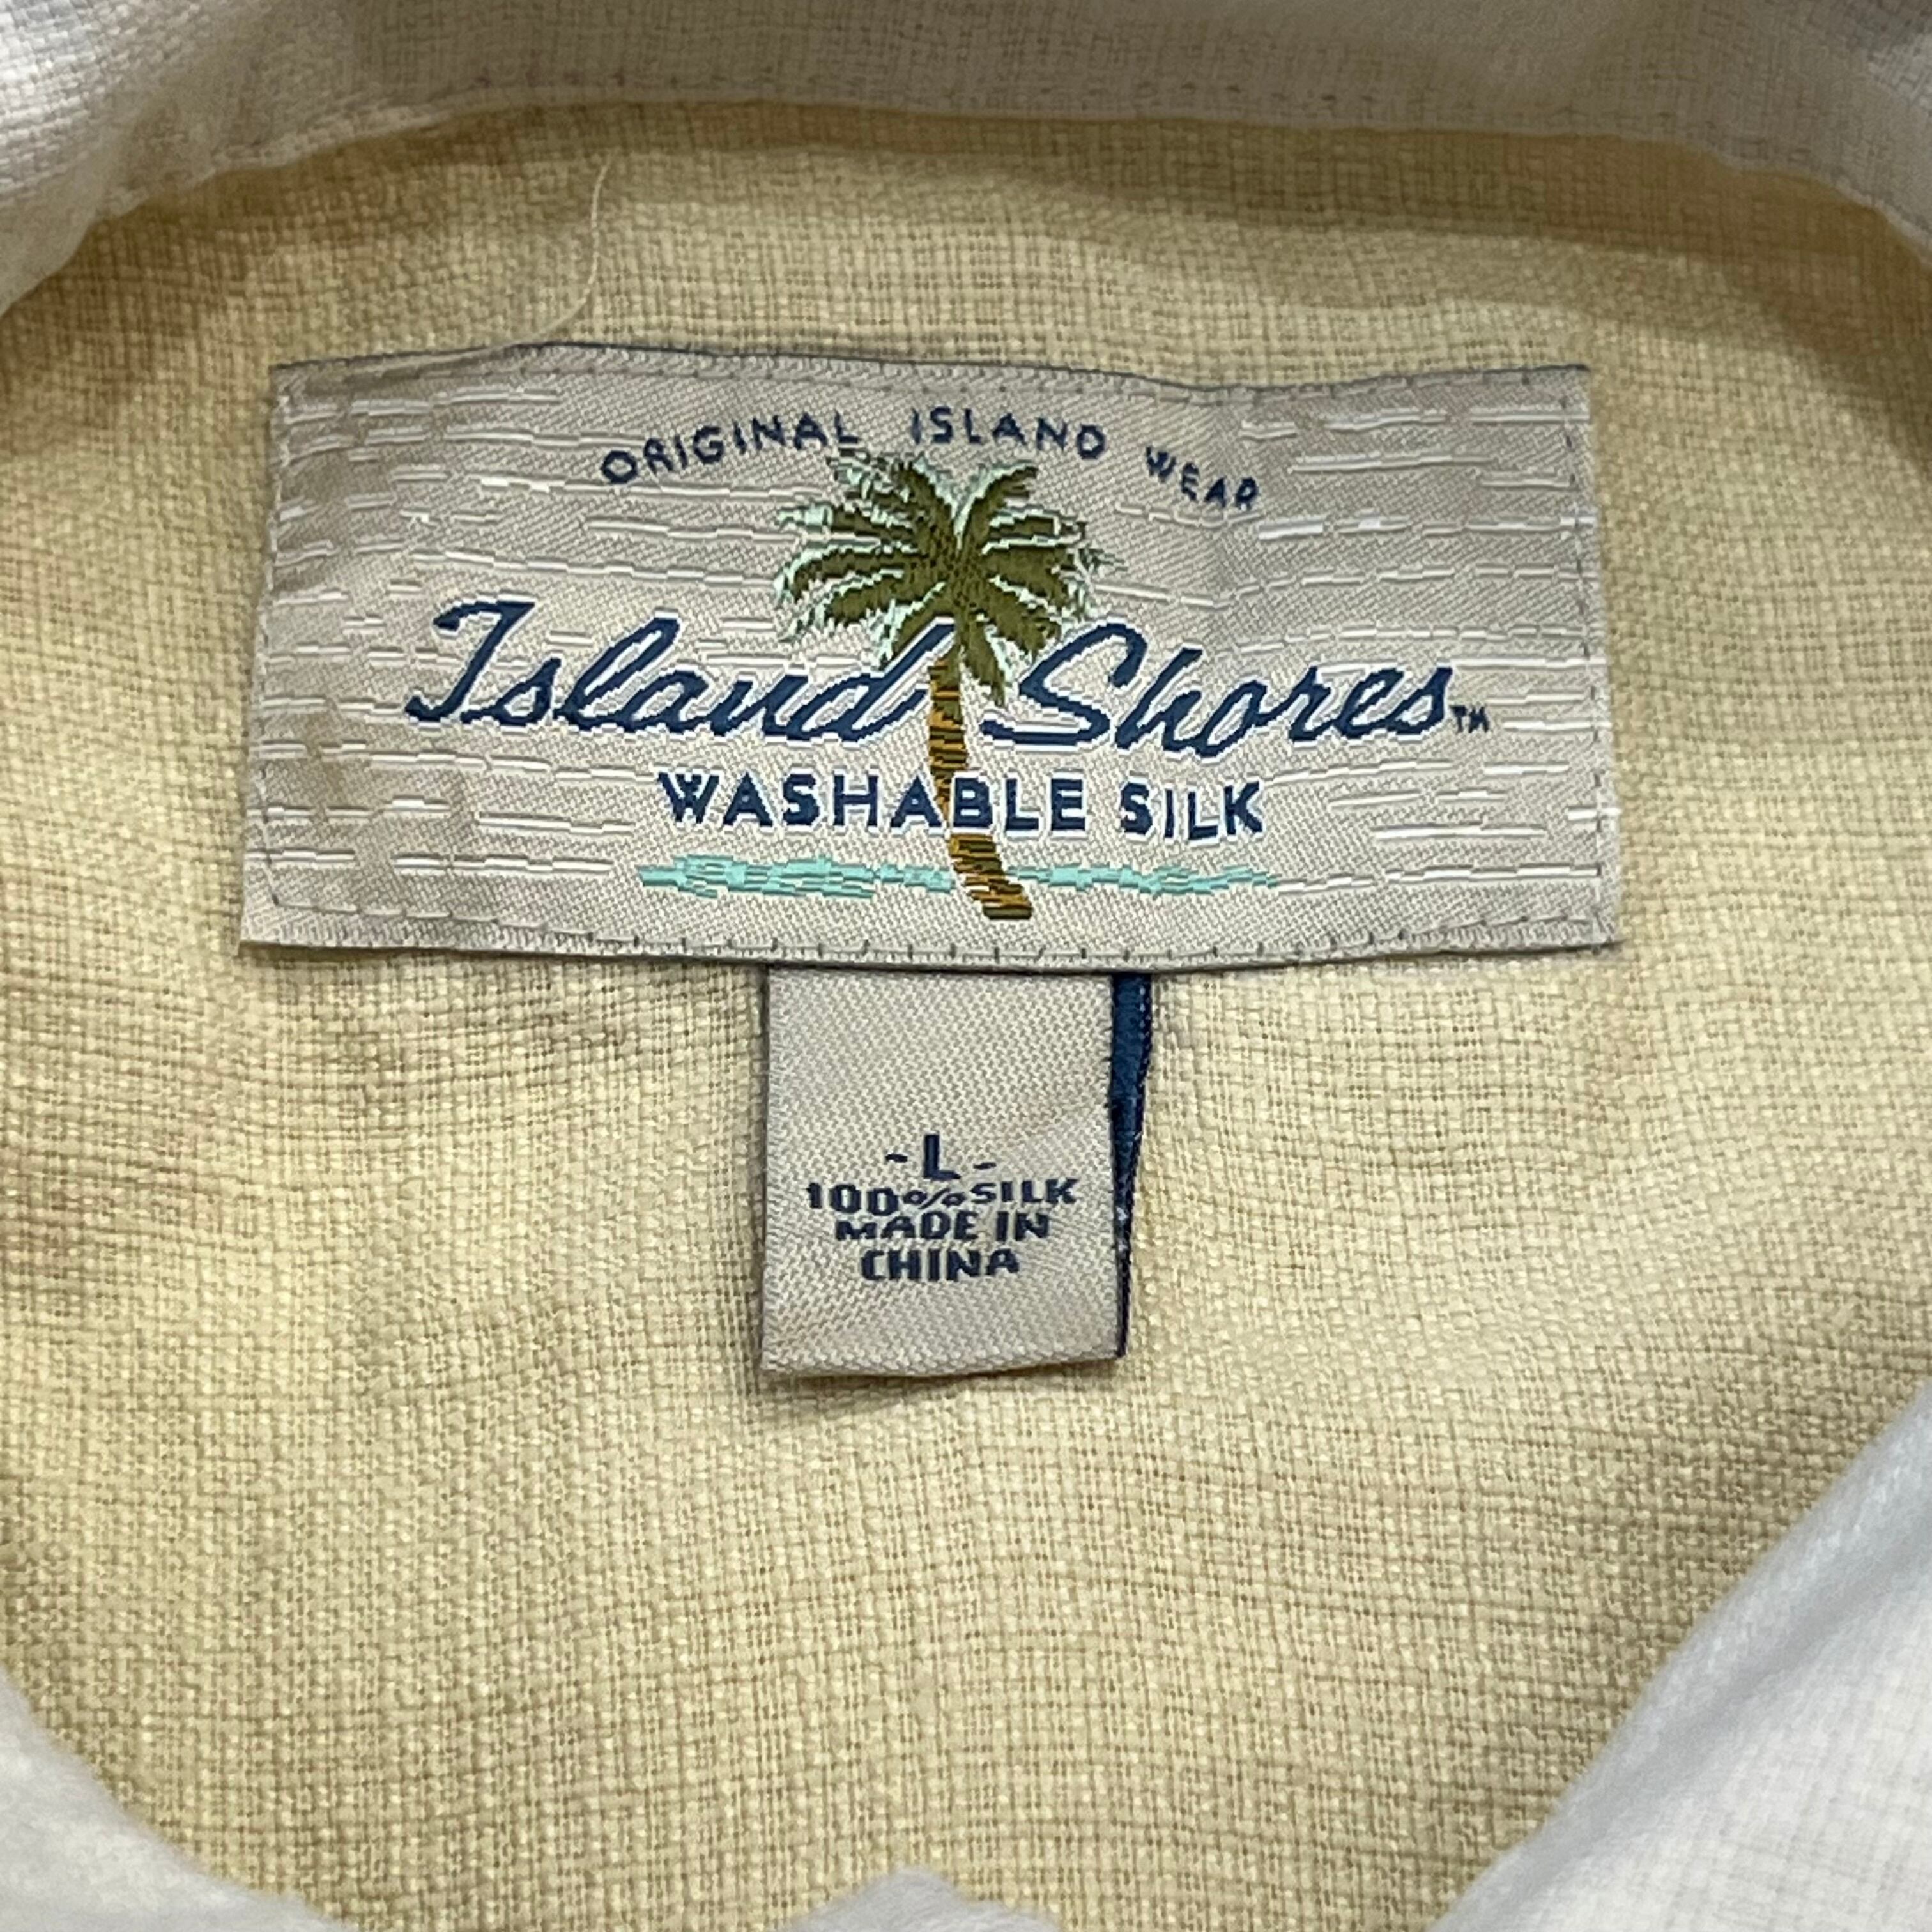 ORIGINAL ISLAND WEAR
Island Shores™
WASHABLE SILK
-L-
100% SILK
MADE IN
CHINA